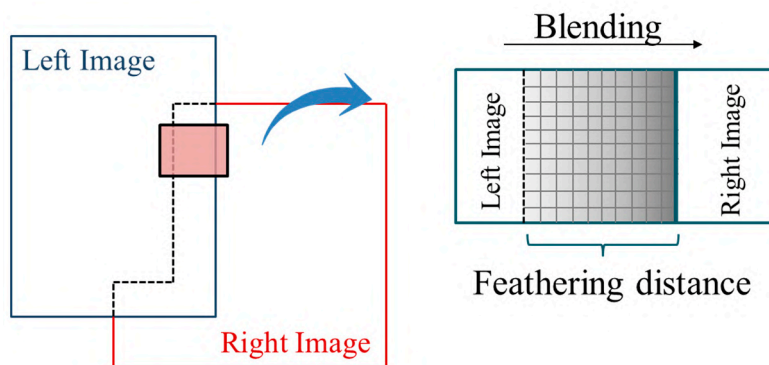 Left Image
Right Image
Blending
Left Image
Right Image
Feathering distance